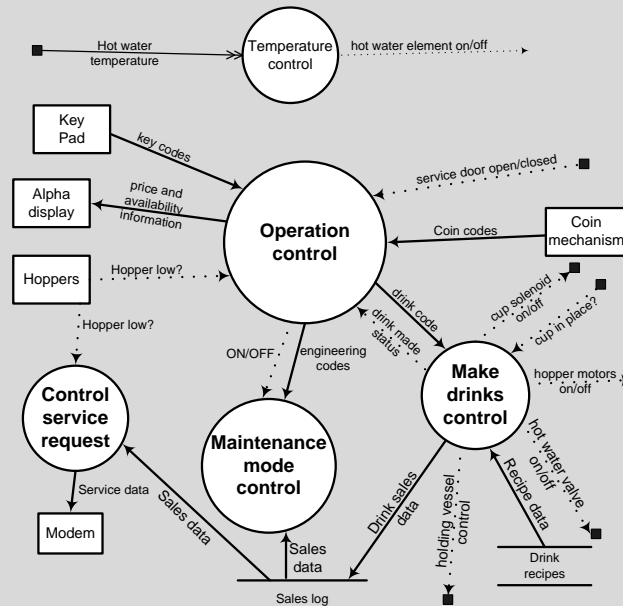 Hot water
temperature
Temperature
control
hot water element on/off
Key
Pad
key codes
service door open/closed
Alpha
display
price and
availability
information
Operation
control
Coin codes
Coin
mechanism
Hoppers
Hopper low?
Hopper low?
cup solenoid
on/off
cup in place?
drink code
drink made
status
ON/OFF
engineering
codes
hopper motors
on/off
Control
service
request
Maintenance
mode
control
Make
drinks
control
hot water valve
on/off
Service data
Sales data
Modem
Sales
data
Drink sales
data
holding vessel
control
Recipe data
Drink
recipes
Sales log